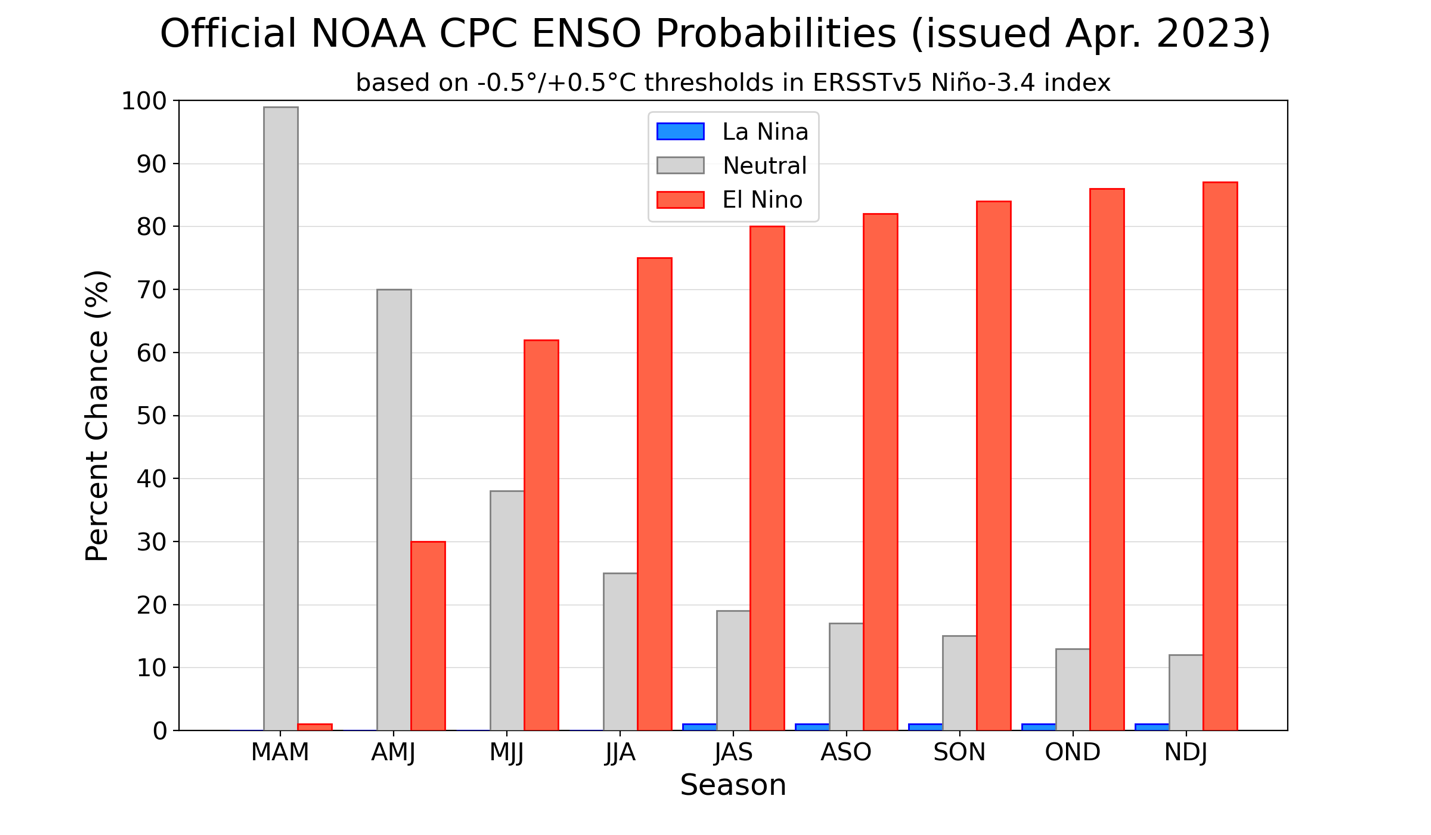 Official NOAA CPC ENSO Probabilities (issued Apr. 2023)
based on -0.5°/+0.5°C thresholds in ERSSTv5 Niño-3.4 index
La Nina
Neutral
El Nino
Percent Chance (%)
100
90
80
70
60
50
40
30
20
10
0
MAM AMJ MJJ JJA JAS ASO SON OND NDJ
Season